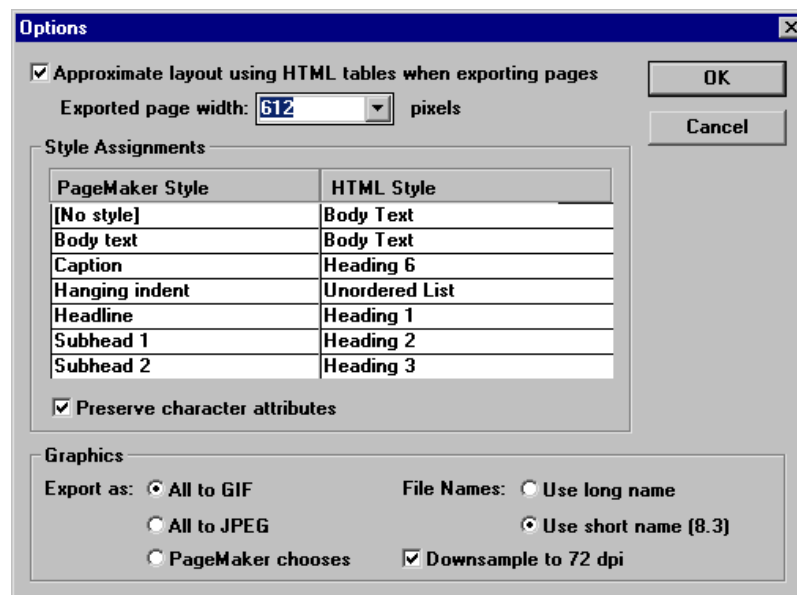 Options
Approximate layout using HTML tables when exporting pages
Exported page width: 612 pixels
OK
Cancel
Style Assignments
PageMaker Style HTML Style
[No style] Body Text
Body text Body Text
Caption Heading 6
Hanging indent Unordered List
Headline Heading 1
Subhead 1 Heading 2
Subhead 2 Heading 3
Preserve character attributes
Graphics
Export as: All to GIF File Names: Use long name
All to JPEG Use short name (8.3)
PageMaker chooses Downsample to 72 dpi